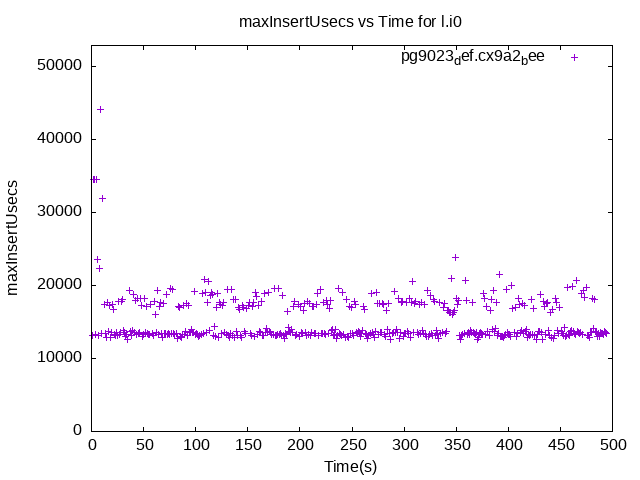 maxInsertUsecs vs Time for l.i0
pg9023def.cx9a2bee
maxInsertUsecs
50000
40000
30000
20000
10000
0
0 50 100 150 200 250 300 350 400 450 500
Time(s)